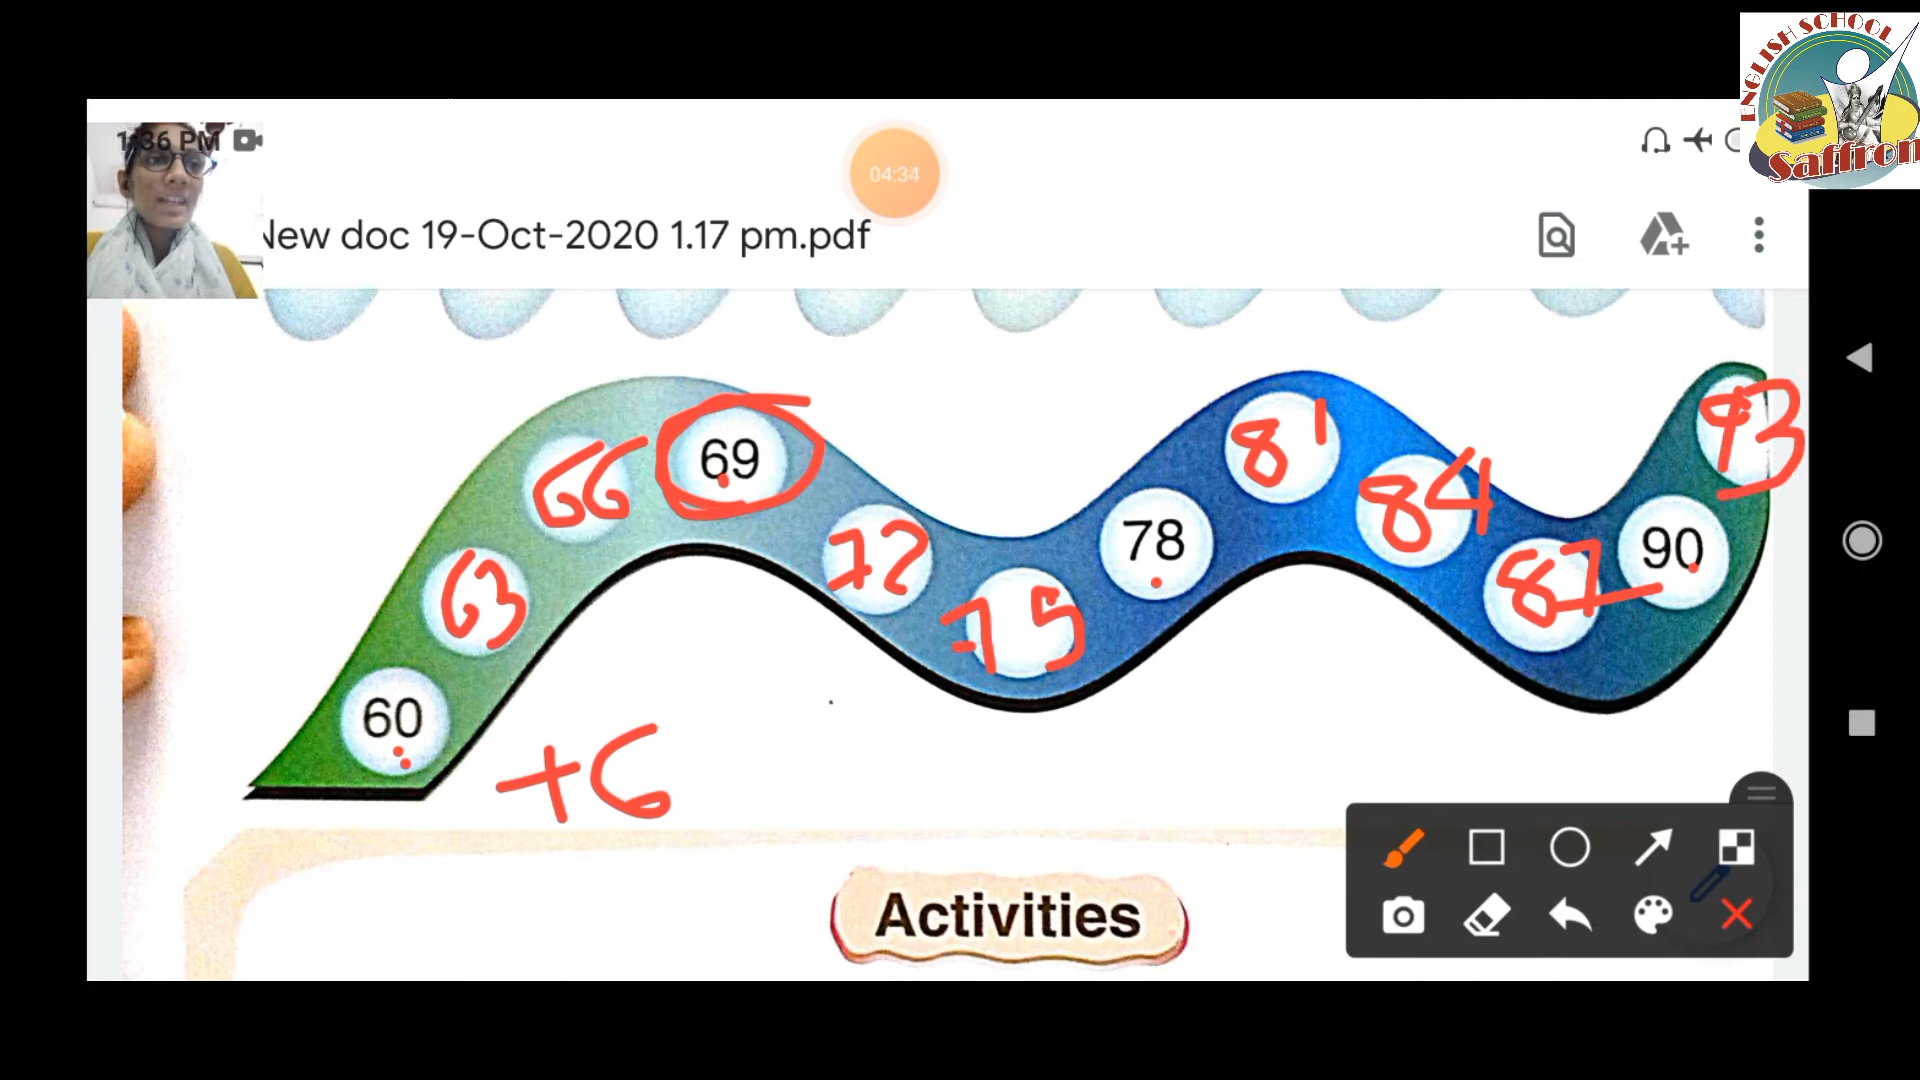 ENGLISH SCHOOL
Saffron
1:36 PM
04:34
New doc 19-Oct-2020 1.17 pm.pdf
60 63 66 69 72 75 78 81 84 87 90 93
+6
Activities